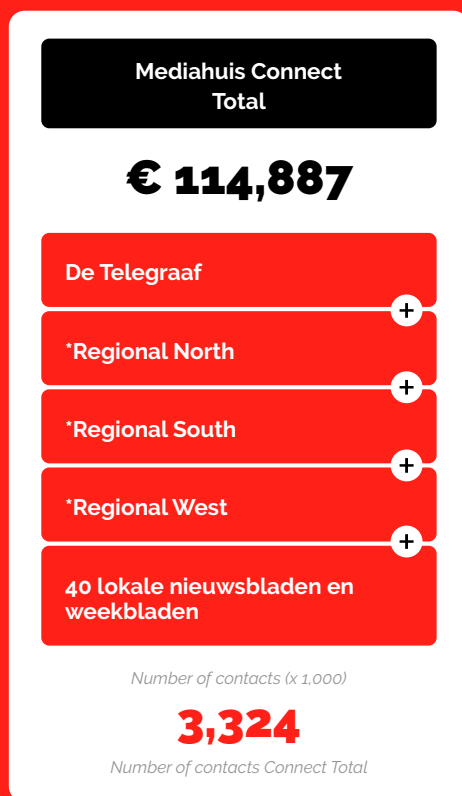 Mediahuis Connect
Total
€ 114,887
De Telegraaf
+
*Regional North
+
*Regional South
+
*Regional West
+
40 lokale nieuwsbladen en
weekbladen
Number of contacts (x 1,000)
3,324
Number of contacts Connect Total